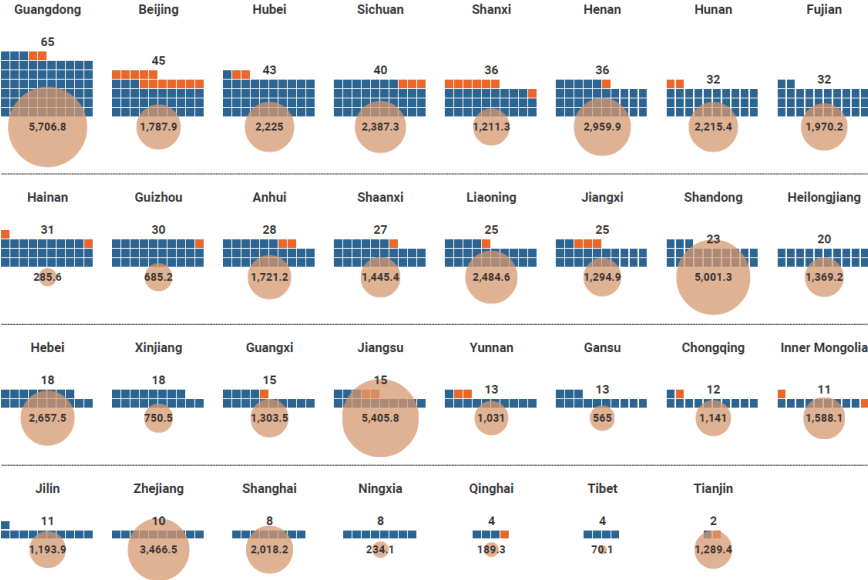 Guangdong Beijing Hubei Sichuan Shanxi Henan Hunan Fujian
65 45 43 40 36 36 32 32
5,706.8 1,787.9 2,225 2,387.3 1,211.3 2,959.9 2,215.4 1,970.2
Hainan Guizhou Anhui Shaanxi Liaoning Jiangxi Shandong Heilongjiang
31 30 28 27 25 25 23 20
285.6 685.2 1,721.2 1,445.4 2,484.6 1,294.9 5,001.3 1,369.2
Hebei Xinjiang Guangxi Jiangsu Yunnan Gansu Chongqing Inner Mongolia
18 18 15 15 13 13 12 11
2,657.5 750.5 1,303.5 5,405.8 1,031 565 1,141 1,588.1
Jilin Zhejiang Shanghai Ningxia Qinghai Tibet Tianjin
11 10 8 8 4 4 2
1,193.9 3,466.5 2,018.2 234.1 189.3 70.1 1,289.4